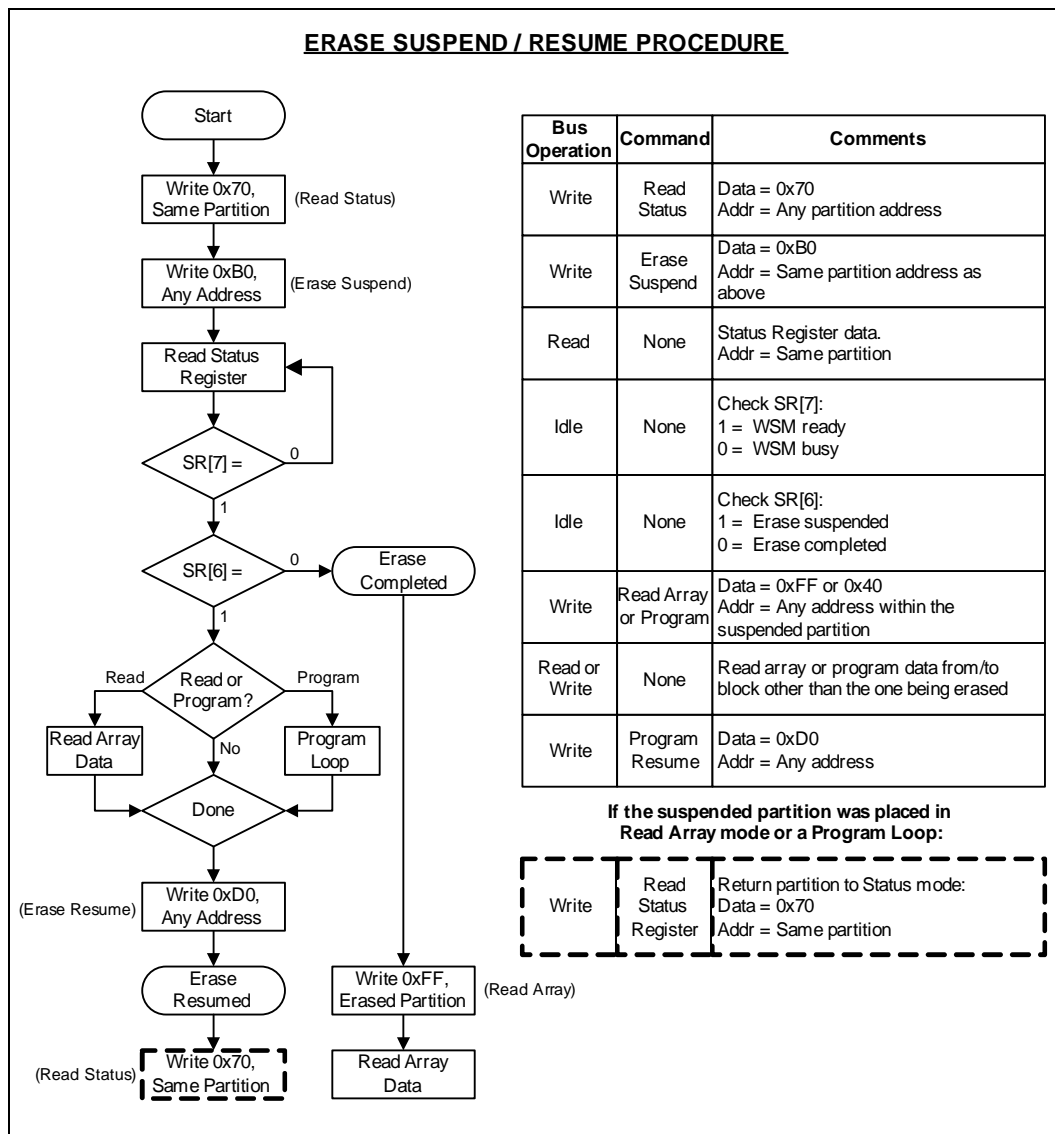 ERASE SUSPEND / RESUME PROCEDURE
Start
Write 0x70,
Same Partition
(Read Status)
Write 0xB0,
Any Address
(Erase Suspend)
Read Status
Register
SR[7] =
0
1
SR[6] =
0
Erase
Completed
1
Read
Read or
Program?
Program
Read Array
Data
No
Program
Loop
Done
(Erase Resume)
Write 0xD0,
Any Address
Erase
Resumed
Write 0xFF,
Erased Partition
(Read Array)
(Read Status)
Write 0x70,
Same Partition
Read Array
Data
Bus
Operation
Command
Comments
Write
Read
Status
Data = 0x70
Addr = Any partition address
Write
Erase
Suspend
Data = 0xB0
Addr = Same partition address as
above
Read
None
Status Register data.
Addr = Same partition
Idle
None
Check SR[7]:
1 = WSM ready
0 = WSM busy
Idle
None
Check SR[6]:
1 = Erase suspended
0 = Erase completed
Write
Read Array
or Program
Data = 0xFF or 0x40
Addr = Any address within the
suspended partition
Read or
Write
None
Read array or program data from/to
block other than the one being erased
Write
Program
Resume
Data = 0xD0
Addr = Any address
If the suspended partition was placed in
Read Array mode or a Program Loop:
Write
Read
Status
Register
Return partition to Status mode:
Data = 0x70
Addr = Same partition